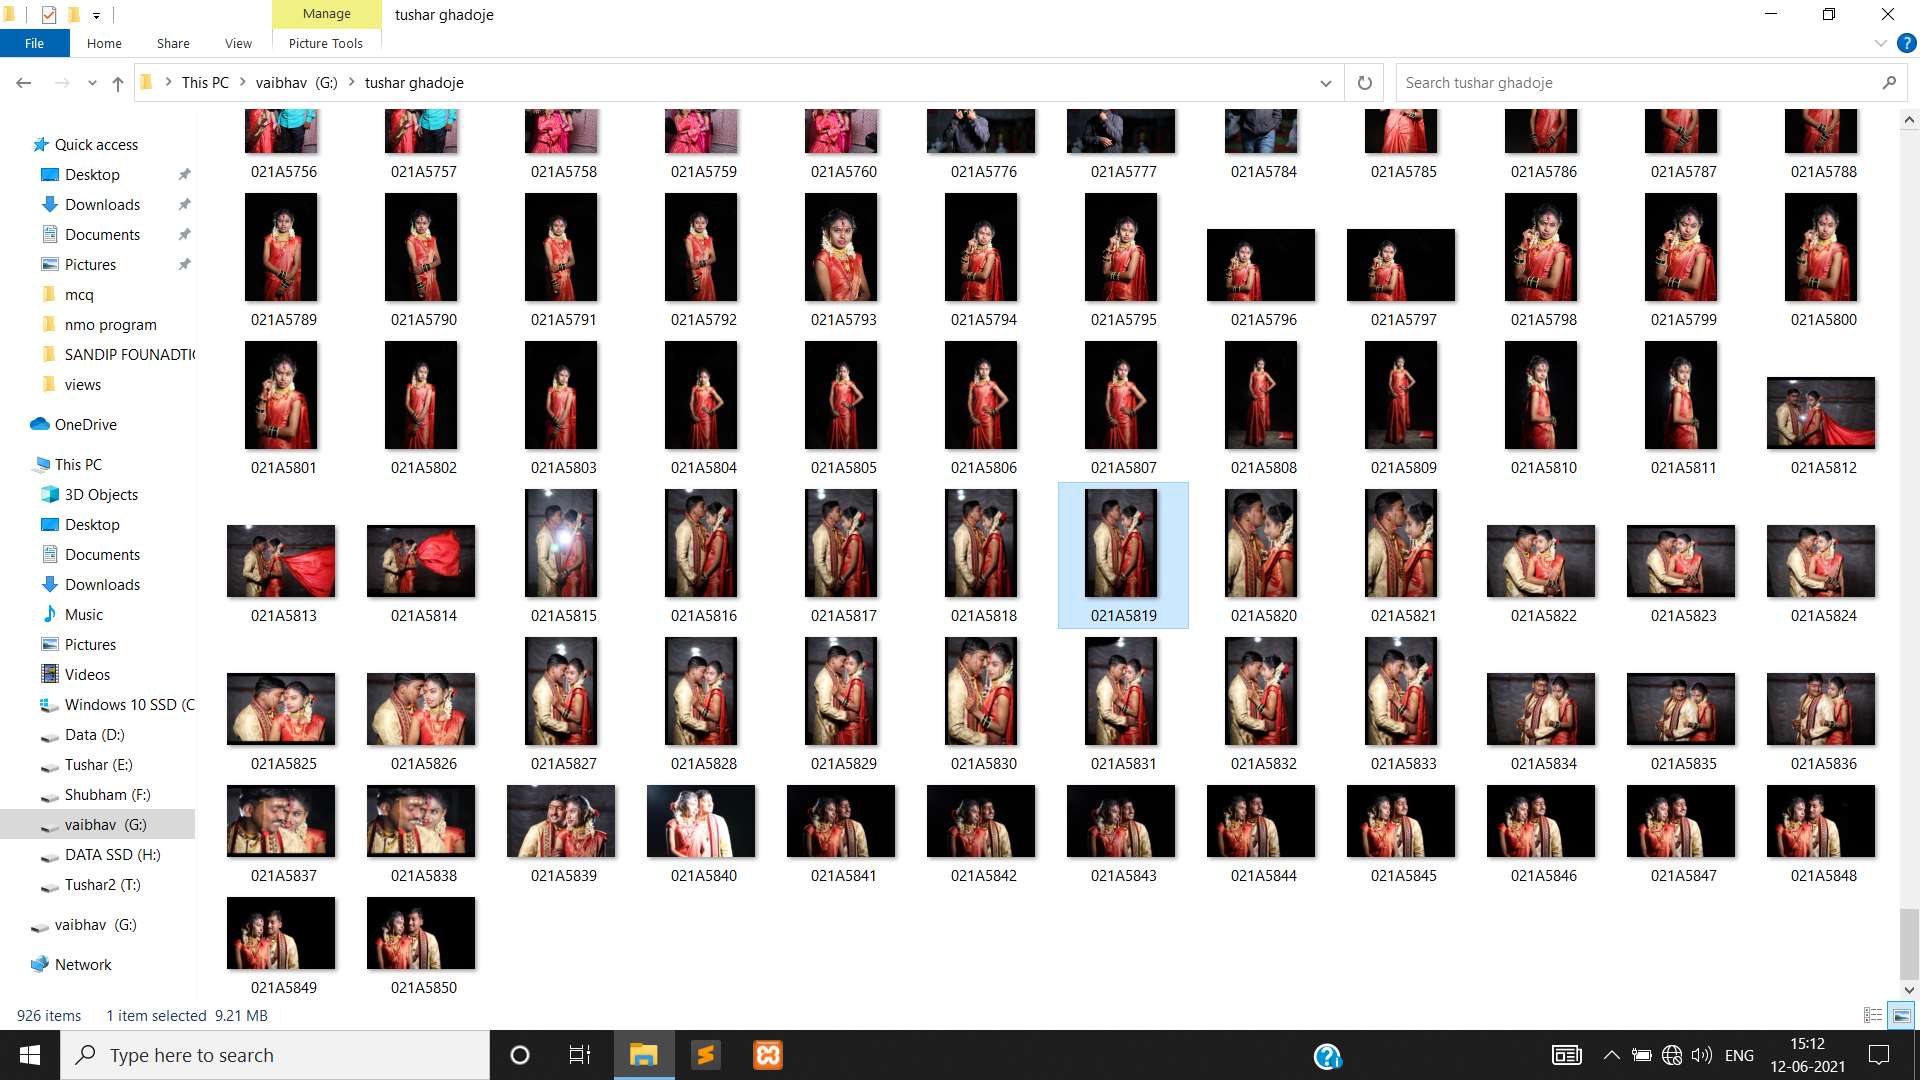 Manage
tushar ghadoje
File
Home
Share
View
Picture Tools
This PC
vaibhav (G:)
tushar ghadoje
Search tushar ghadoje
Quick access
Desktop
Downloads
Documents
Pictures
mcq
nmo program
SANDIP FOUNADTIO
views
OneDrive
This PC
3D Objects
Desktop
Documents
Downloads
Music
Pictures
Videos
Windows 10 SSD (C
Data (D:)
Tushar (E:)
Shubham (F:)
vaibhav (G:)
DATA SSD (H:)
Tushar2 (T:)
vaibhav (G:)
Network
021A5756 021A5757 021A5758 021A5759 021A5760 021A5776 021A5777 021A5784 021A5785 021A5786 021A5787 021A5788
021A5789 021A5790 021A5791 021A5792 021A5793 021A5794 021A5795 021A5796 021A5797 021A5798 021A5799 021A5800
021A5801 021A5802 021A5803 021A5804 021A5805 021A5806 021A5807 021A5808 021A5809 021A5810 021A5811 021A5812
021A5813 021A5814 021A5815 021A5816 021A5817 021A5818 021A5819 021A5820 021A5821 021A5822 021A5823 021A5824
021A5825 021A5826 021A5827 021A5828 021A5829 021A5830 021A5831 021A5832 021A5833 021A5834 021A5835 021A5836
021A5837 021A5838 021A5839 021A5840 021A5841 021A5842 021A5843 021A5844 021A5845 021A5846 021A5847 021A5848
021A5849 021A5850
926 items 1 item selected 9.21 MB
Type here to search
ENG
15:12
12-06-2021